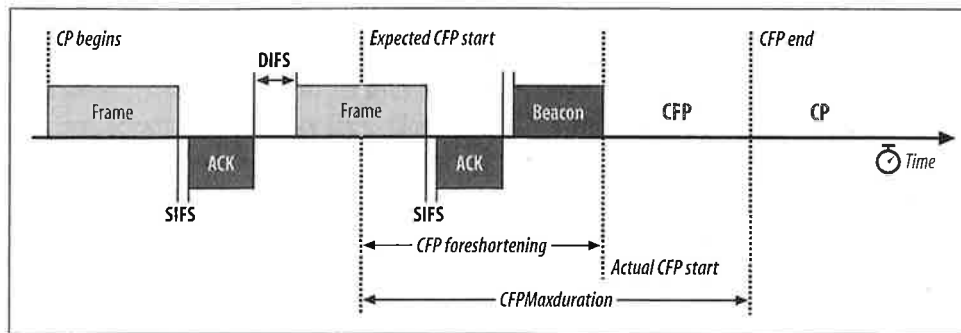 CP begins
Expected CFP start
CFP end
DIFS
Frame
Frame
Beacon
CFP
CP
ACK
ACK
Time
SIFS
SIFS
CFP foreshortening
Actual CFP start
CFPMaxduration